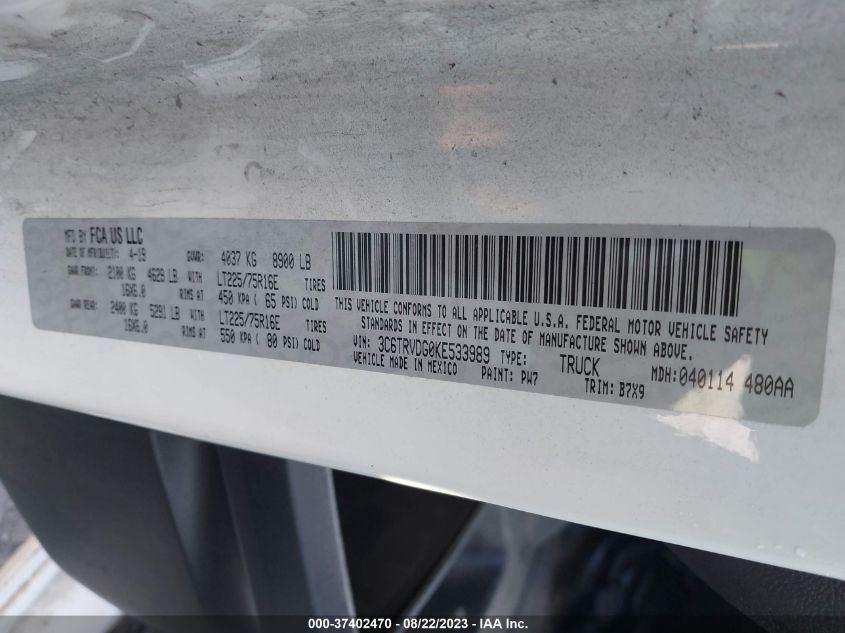 MFD BY FCA US LLC
DATE OF MFR(BUILT): 4-19 GVWR: 4037 KG 8900 LB
GAWR FRONT: 2100 KG 4629 LB WITH LT225/75R16E TIRES
16X6.0 RIMS AT 450 KPA ( 65 PSI) COLD
GAWR REAR: 2400 KG 5291 LB WITH LT225/75R16E TIRES
16X6.0 RIMS AT 550 KPA ( 80 PSI) COLD
THIS VEHICLE CONFORMS TO ALL APPLICABLE U.S.A. FEDERAL MOTOR VEHICLE SAFETY
STANDARDS IN EFFECT ON THE DATE OF MANUFACTURE SHOWN ABOVE.
VIN: 3C6TRVDG0KE533989 TYPE: TRUCK MDH:040114 480AA
VEHICLE MADE IN MEXICO PAINT: PW7 TRIM: B7X9
000-37402470 - 08/22/2023 - IAA Inc.